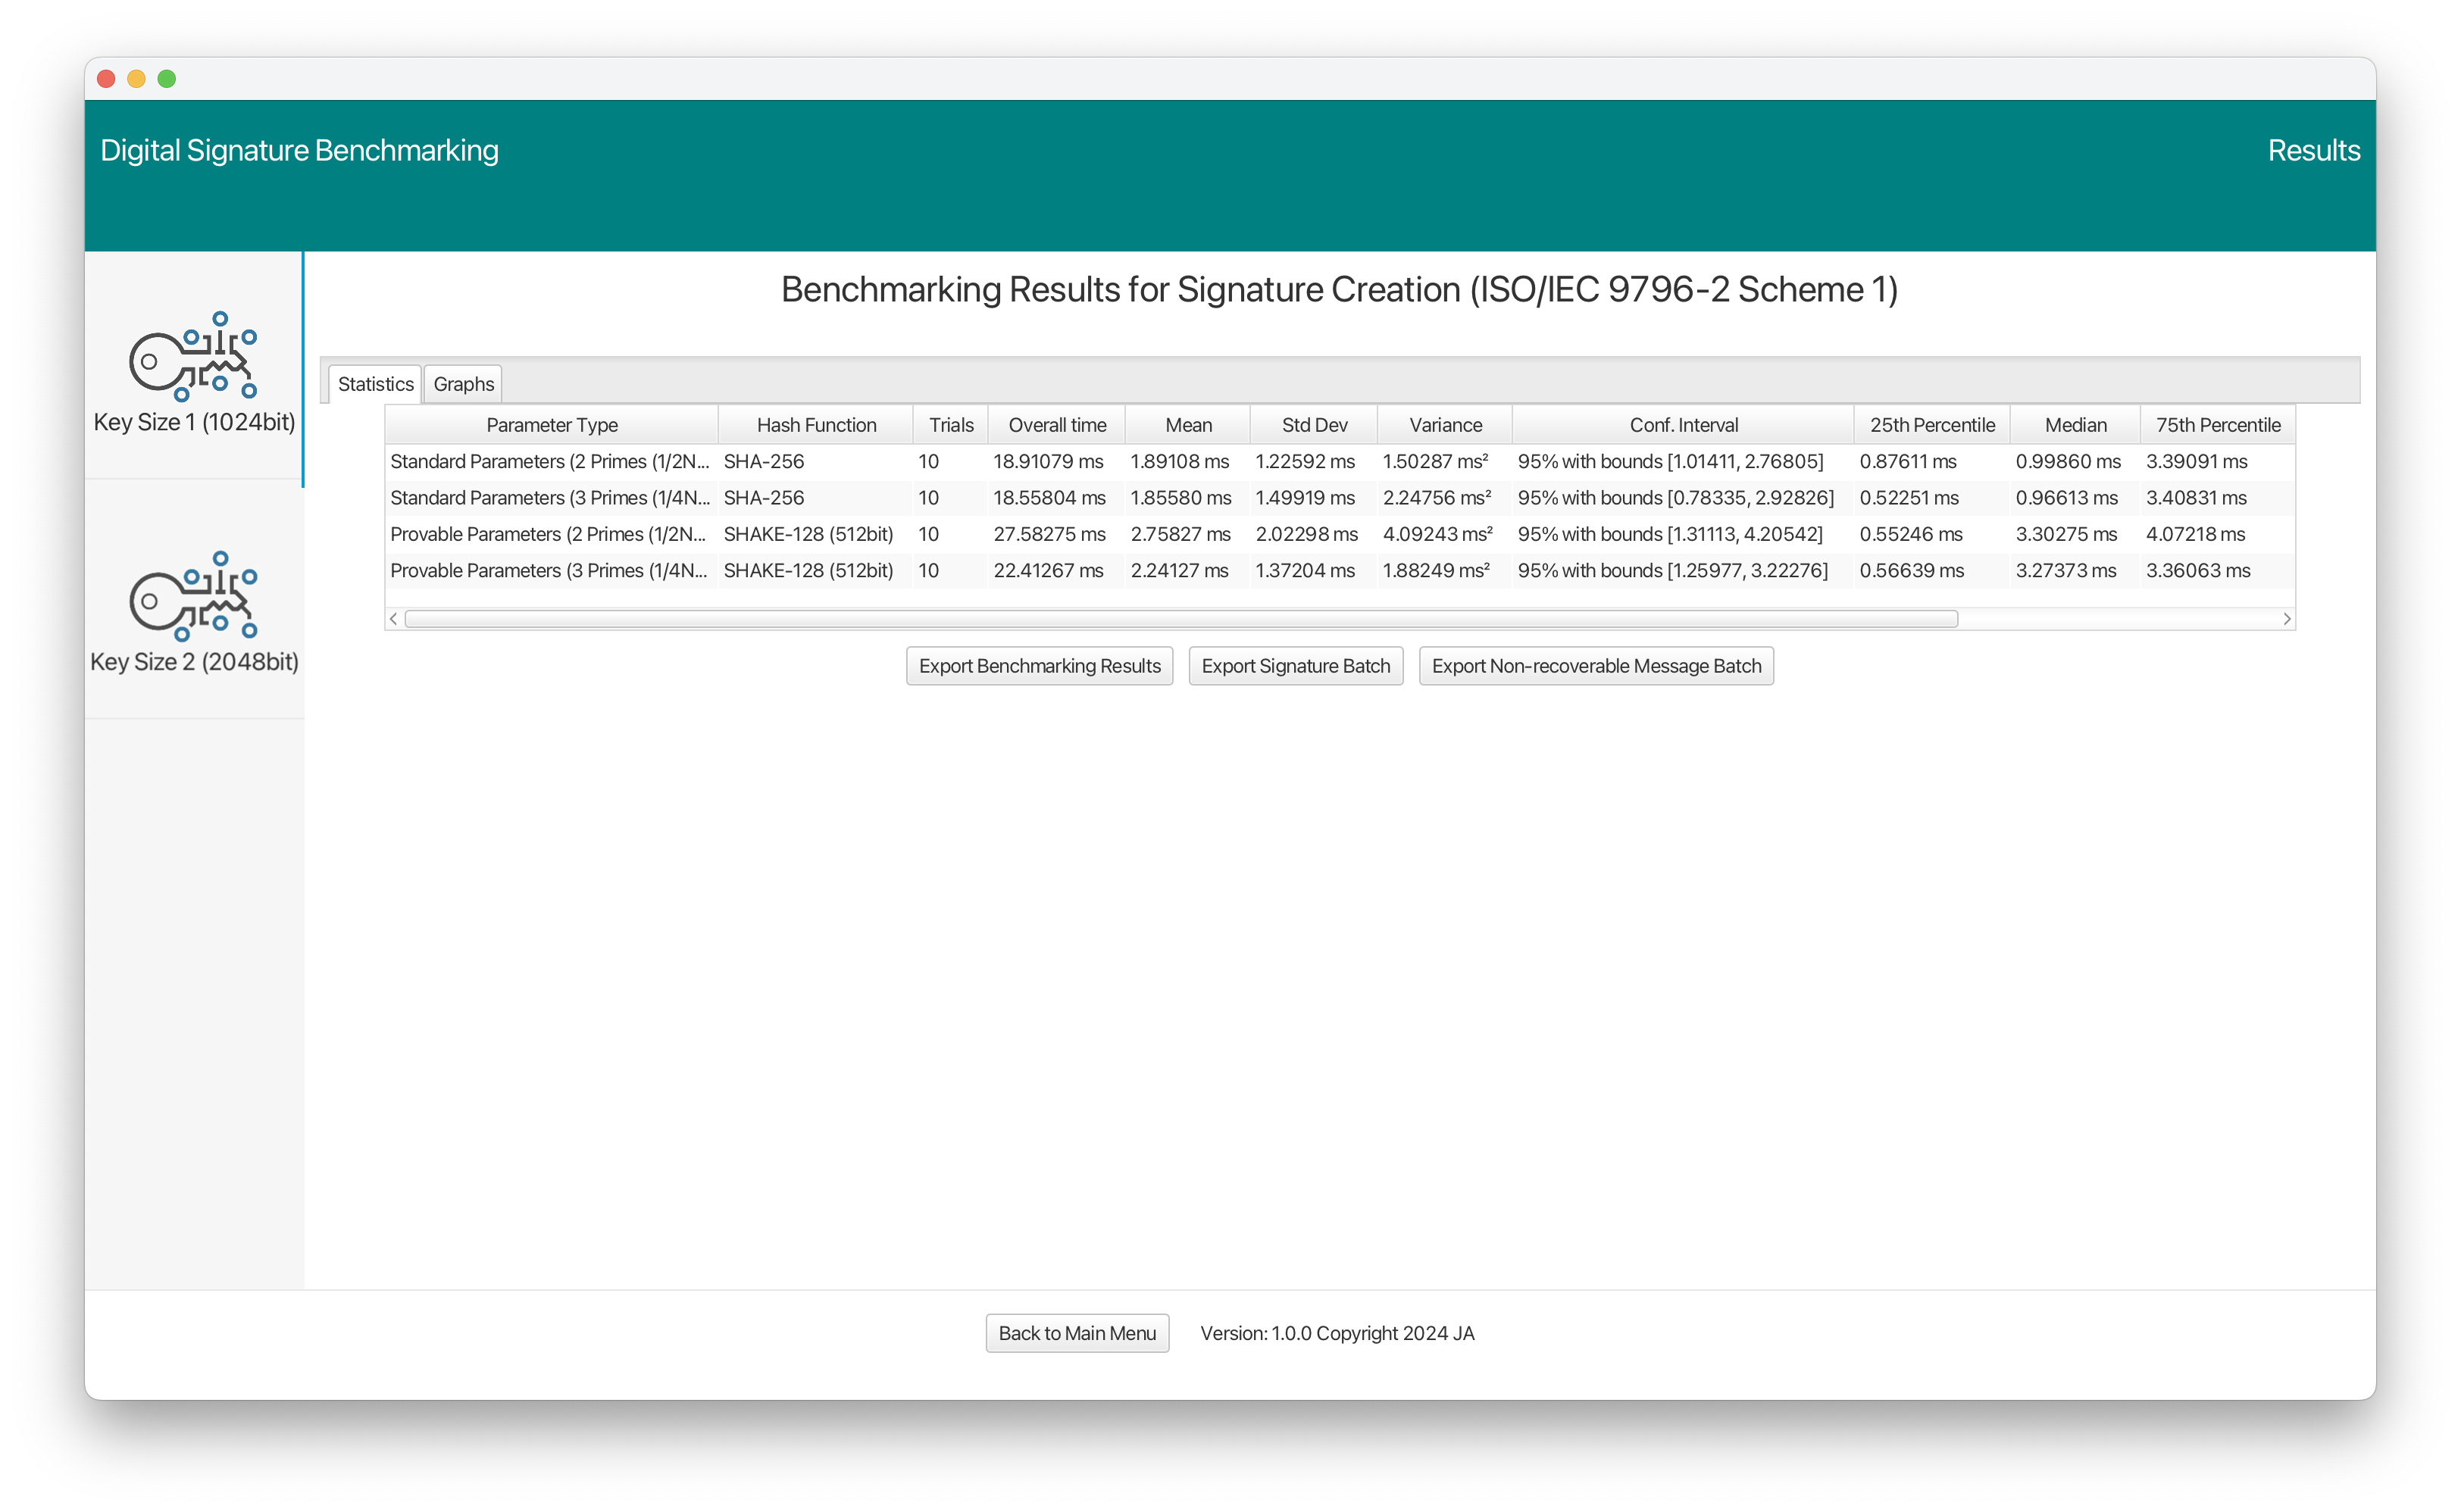 Digital Signature Benchmarking
Results
Key Size 1 (1024bit)
Key Size 2 (2048bit)
Benchmarking Results for Signature Creation (ISO/IEC 9796-2 Scheme 1)
Statistics Graphs
Parameter Type Hash Function Trials Overall time Mean Std Dev Variance Conf. Interval 25th Percentile Median 75th Percentile
Standard Parameters (2 Primes (1/2N... SHA-256 10 18.91079 ms 1.89108 ms 1.22592 ms 1.50287 ms² 95% with bounds [1.01411, 2.76805] 0.87611 ms 0.99860 ms 3.39091 ms
Standard Parameters (3 Primes (1/4N... SHA-256 10 18.55804 ms 1.85580 ms 1.49919 ms 2.24756 ms² 95% with bounds [0.78335, 2.92826] 0.52251 ms 0.96613 ms 3.40831 ms
Provable Parameters (2 Primes (1/2N... SHAKE-128 (512bit) 10 27.58275 ms 2.75827 ms 2.02298 ms 4.09243 ms² 95% with bounds [1.31113, 4.20542] 0.55246 ms 3.30275 ms 4.07218 ms
Provable Parameters (3 Primes (1/4N... SHAKE-128 (512bit) 10 22.41267 ms 2.24127 ms 1.37204 ms 1.88249 ms² 95% with bounds [1.25977, 3.22276] 0.56639 ms 3.27373 ms 3.36063 ms
Export Benchmarking Results Export Signature Batch Export Non-recoverable Message Batch
Back to Main Menu Version: 1.0.0 Copyright 2024 JA